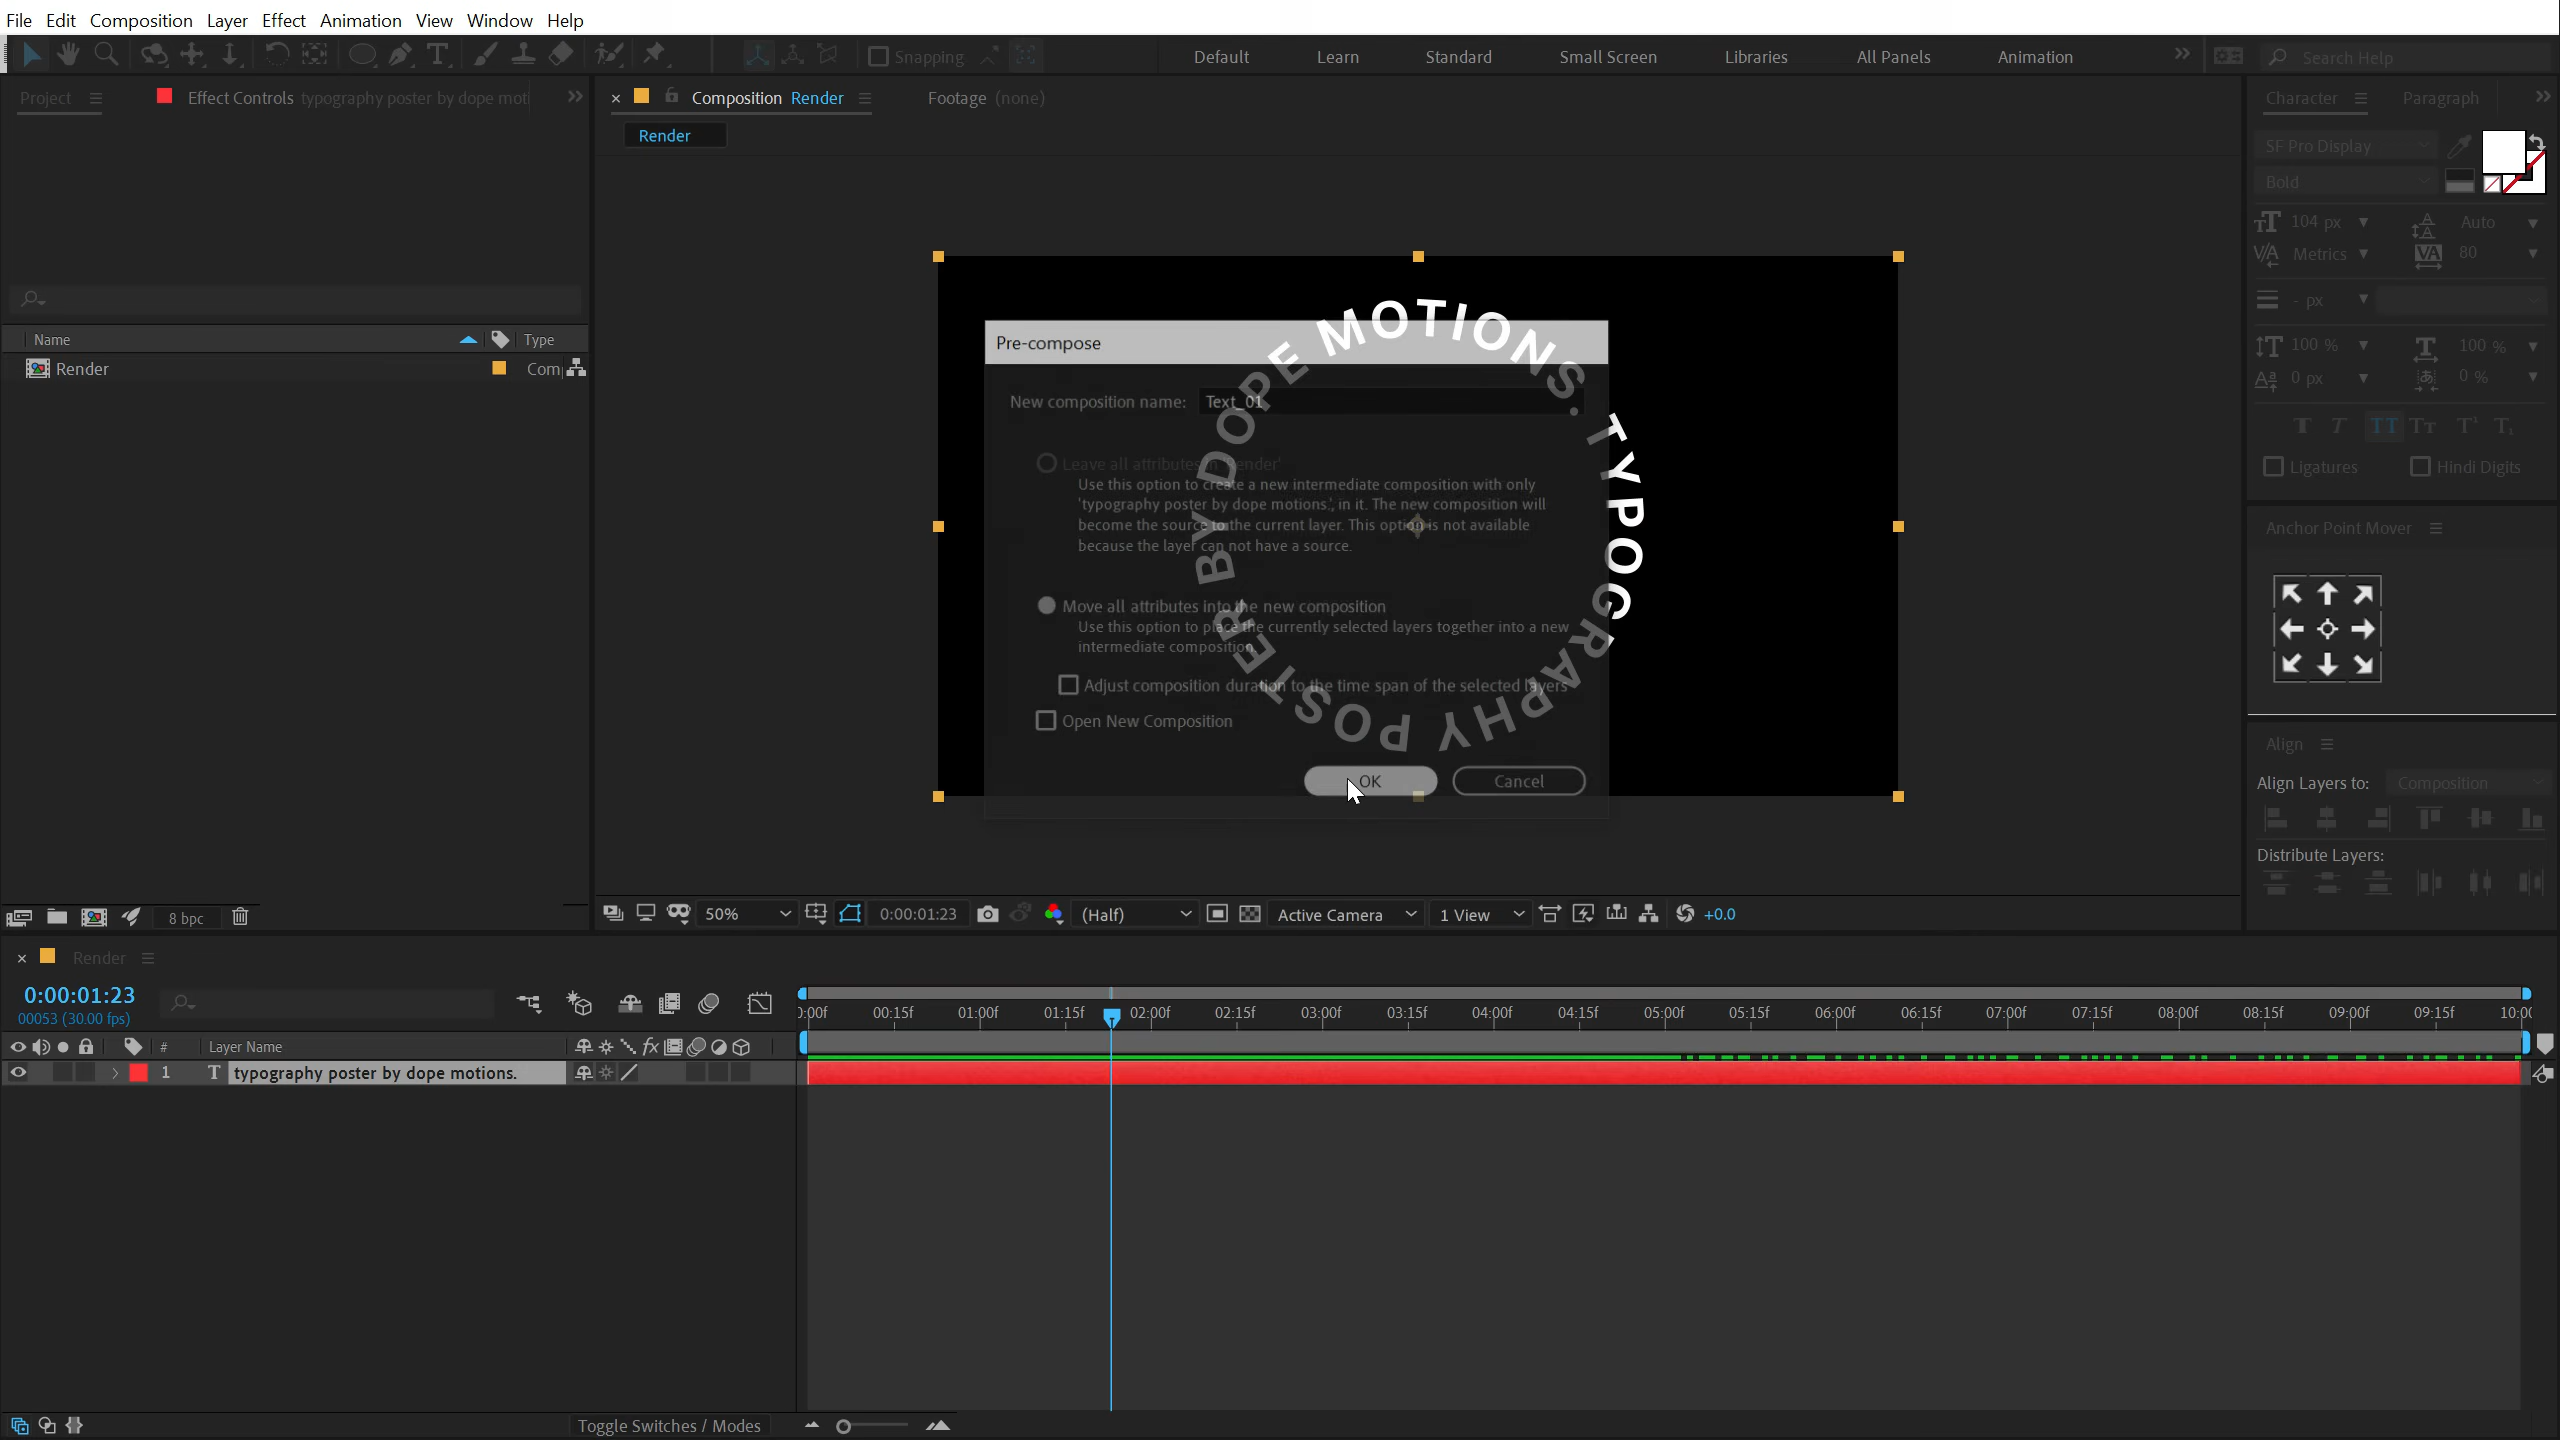 File Edit Composition Layer Effect Animation View Window Help
Snapping Default Learn Standard Small Screen Libraries All Panels Animation Search Help
Project Effect Controls typography poster by dope moti
Composition Render Footage (none)
Character Paragraph
Render
SF Pro Display
Bold
104 px Auto
Metrics 80
- px
100 % 100 %
0 px 0 %
Ligatures Hindi Digits
Anchor Point Mover
Align
Align Layers to: Composition
Distribute Layers:
Name Type
Render Com
TYPOGRAPHY POSTER BY DOPE MOTIONS.
Pre-compose
New composition name: Text_01
Leave all attributes in 'Render'
Use this option to create a new intermediate composition with only
'typography poster by dope motions.', in it. The new composition will
become the source to the current layer. This option is not available
because the layer can not have a source.
Move all attributes into the new composition
Use this option to place the currently selected layers together into a new
intermediate composition.
Adjust composition duration to the time span of the selected layers
Open New Composition
OK Cancel
8 bpc
50% 0:00:01:23 (Half) Active Camera 1 View +0.0
Render
0:00:01:23
00053 (30.00 fps)
):00f 00:15f 01:00f 01:15f 02:00f 02:15f 03:00f 03:15f 04:00f 04:15f 05:00f 05:15f 06:00f 06:15f 07:00f 07:15f 08:00f 08:15f 09:00f 09:15f 10:00
# Layer Name
1 typography poster by dope motions.
Toggle Switches / Modes